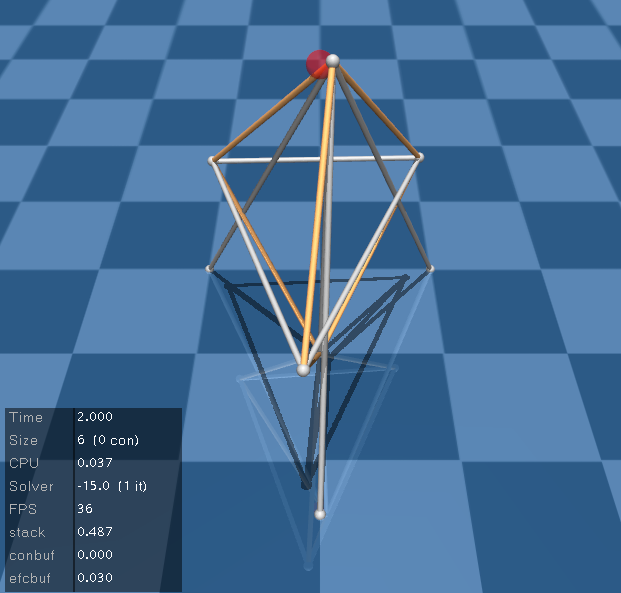 Time 2.000
Size 6 (0 con)
CPU 0.037
Solver -15.0 (1 it)
FPS 36
stack 0.487
conbuf 0.000
efcbuf 0.030